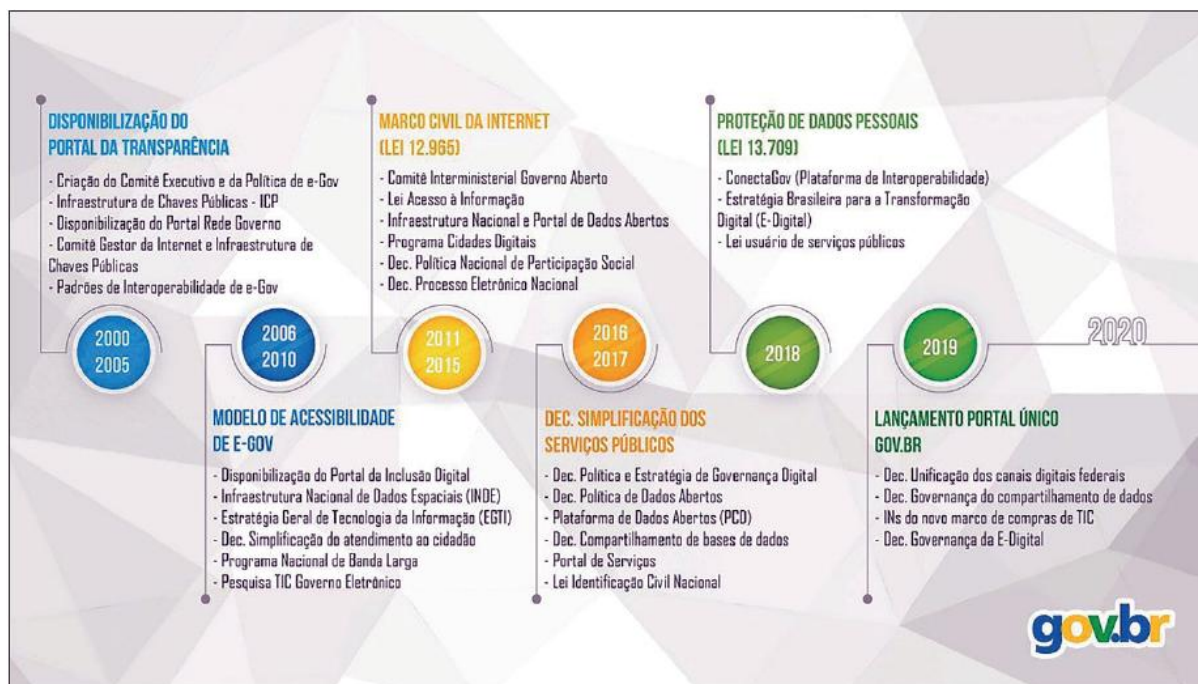 DISPONIBILIZAÇÃO DO
PORTAL DA TRANSPARÊNCIA
- Criação do Comitê Executivo e da Política de e-Gov
- Infraestrutura de Chaves Públicas - ICP
- Disponibilização do Portal Rede Governo
- Comitê Gestor da Internet e Infraestrutura de
Chaves Públicas
- Padrões de Interoperabilidade de e-Gov
2000
2005
MODELO DE ACESSIBILIDADE
DE E-GOV
- Disponibilização do Portal da Inclusão Digital
- Infraestrutura Nacional de Dados Espaciais (INDE)
- Estratégia Geral de Tecnologia da Informação (EGTI)
- Dec. Simplificação do atendimento ao cidadão
- Programa Nacional de Banda Larga
- Pesquisa TIC Governo Eletrônico
2006
2010
MARCO CIVIL DA INTERNET
(LEI 12.965)
- Comitê Interministerial Governo Aberto
- Lei Acesso à Informação
- Infraestrutura Nacional e Portal de Dados Abertos
- Programa Cidades Digitais
- Dec. Política Nacional de Participação Social
- Dec. Processo Eletrônico Nacional
2011
2015
DEC. SIMPLIFICAÇÃO DOS
SERVIÇOS PÚBLICOS
- Dec. Política e Estratégia de Governança Digital
- Dec. Política de Dados Abertos
- Plataforma de Dados Abertos (PCD)
- Dec. Compartilhamento de bases de dados
- Portal de Serviços
- Lei Identificação Civil Nacional
2016
2017
PROTEÇÃO DE DADOS PESSOAIS
(LEI 13.709)
- ConectaGov (Plataforma de Interoperabilidade)
- Estratégia Brasileira para a Transformação
Digital (E-Digital)
- Lei usuário de serviços públicos
2018
LANÇAMENTO PORTAL ÚNICO
GOV.BR
- Dec. Unificação dos canais digitais federais
- Dec. Governança do compartilhamento de dados
- INs do novo marco de compras de TIC
- Dec. Governança da E-Digital
2019
2020
gov.br